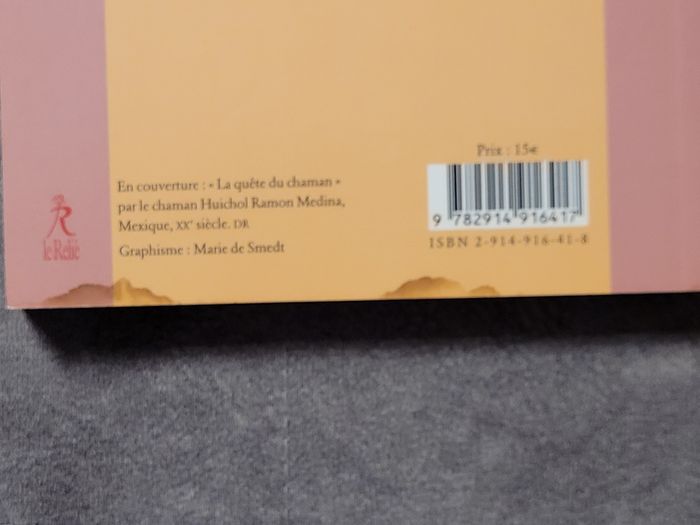 En couverture : « La quête du chaman »
par le chaman Huichol Ramon Medina,
Mexique, XXe siècle. DR
Graphisme : Marie de Smedt
le Relié
Prix : 15€
9 782914 916417
ISBN 2-914-916-41-8